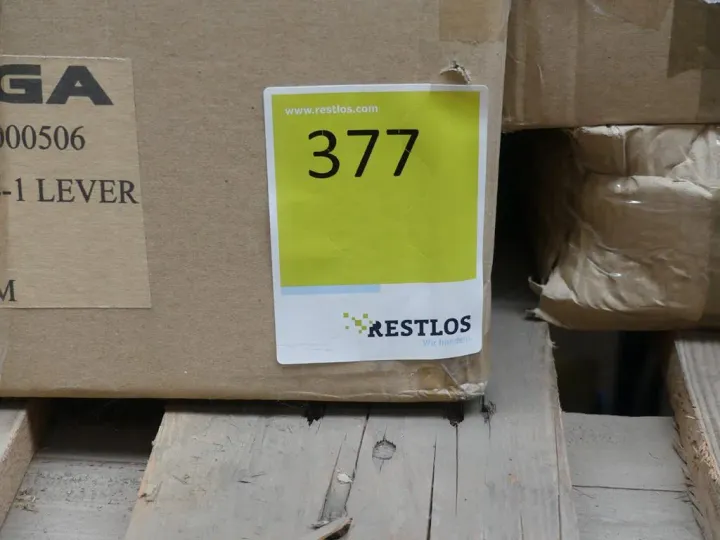 GA
000506
-1 LEVER
M
www.restlos.com
377
RESTLOS